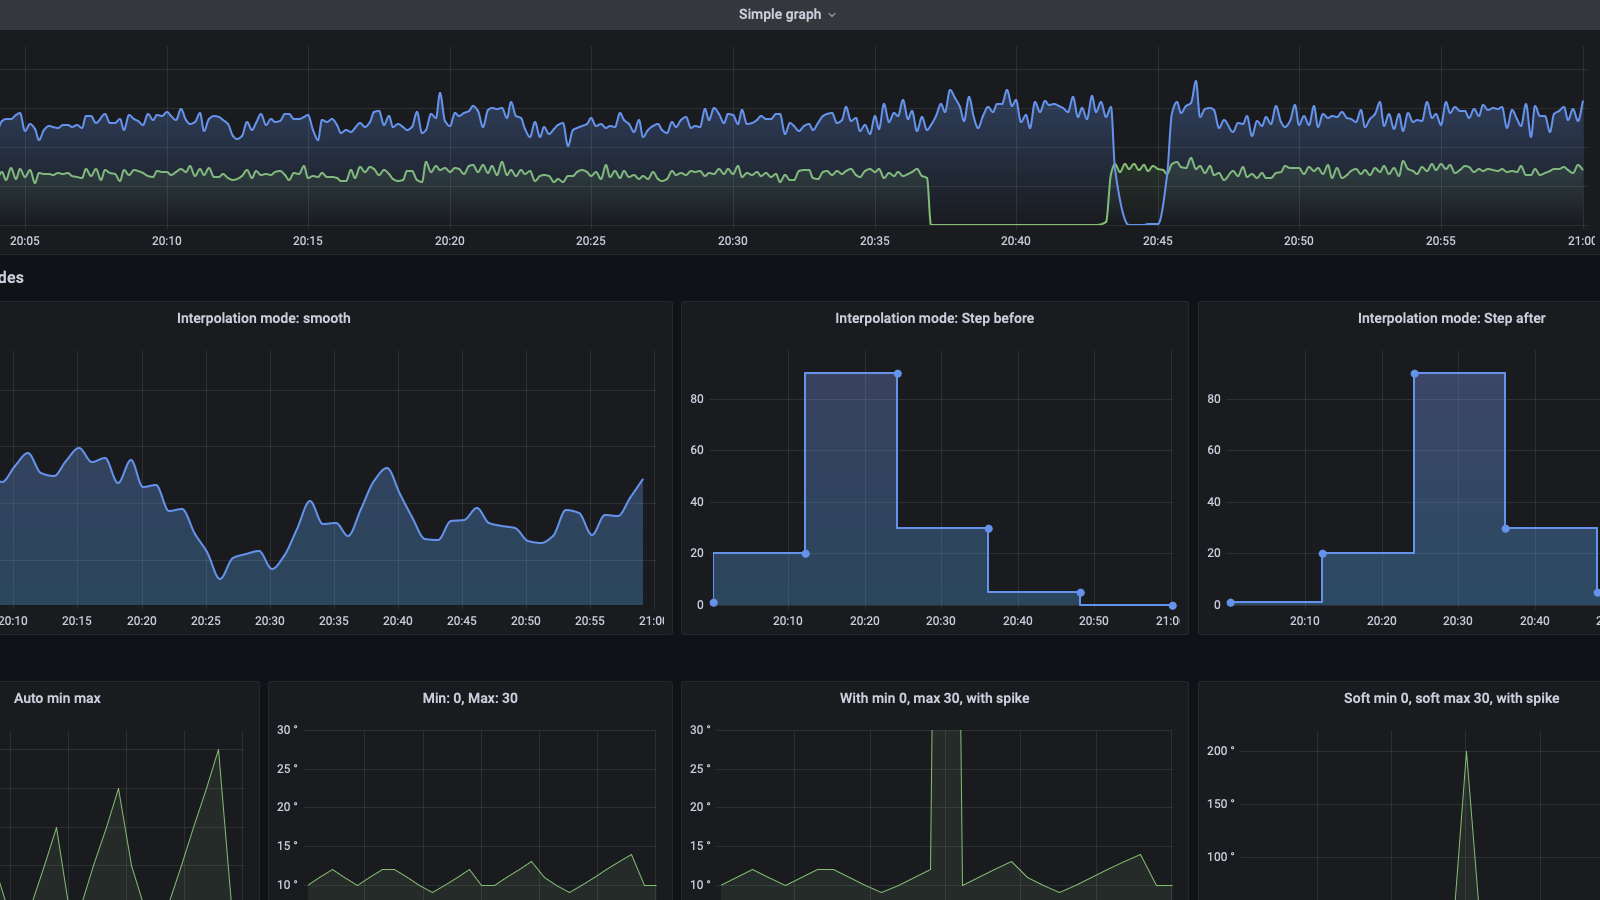 Simple graph
20:05 20:10 20:15 20:20 20:25 20:30 20:35 20:40 20:45 20:50 20:55 21:00
des
Interpolation mode: smooth
20:10 20:15 20:20 20:25 20:30 20:35 20:40 20:45 20:50 20:55 21:00
Interpolation mode: Step before
80
60
40
20
0
20:10 20:20 20:30 20:40 20:50 21:0
Interpolation mode: Step after
80
60
40
20
0
20:10 20:20 20:30 20:40 2
Auto min max
Min: 0, Max: 30
30 °
25 °
20 °
15 °
10 °
With min 0, max 30, with spike
30 °
25 °
20 °
15 °
10 °
Soft min 0, soft max 30, with spike
200 °
150 °
100 °